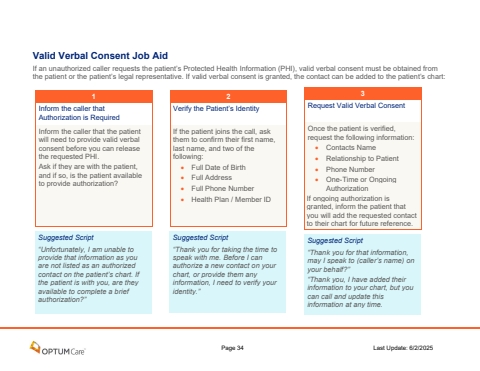 Valid Verbal Consent Job Aid
If an unauthorized caller requests the patient's Protected Health Information (PHI), valid verbal consent must be obtained from
the patient or the patient's legal representative. If valid verbal consent is granted, the contact can be added to the patient's chart:
1
Inform the caller that
Authorization is Required
Inform the caller that the patient
will need to provide valid verbal
consent before you can release
the requested PHI.
Ask if they are with the patient,
and if so, is the patient available
to provide authorization?
Suggested Script
"Unfortunately, I am unable to
provide that information as you
are not listed as an authorized
contact on the patient's chart. If
the patient is with you, are they
available to complete a brief
authorization?"
2
Verify the Patient's Identity
If the patient joins the call, ask
them to confirm their first name,
last name, and two of the
following:
• Full Date of Birth
• Full Address
• Full Phone Number
• Health Plan / Member ID
Suggested Script
"Thank you for taking the time to
speak with me. Before I can
authorize a new contact on your
chart, or provide them any
information, I need to verify your
identity."
3
Request Valid Verbal Consent
Once the patient is verified,
request the following information:
• Contacts Name
• Relationship to Patient
• Phone Number
• One-Time or Ongoing
Authorization
If ongoing authorization is
granted, inform the patient that
you will add the requested contact
to their chart for future reference.
Suggested Script
"Thank you for that information,
may I speak to (caller's name) on
your behalf?"
"Thank you, I have added their
information to your chart, but you
can call and update this
information at any time.
OPTUMCare
Page 34
Last Update: 6/2/2025